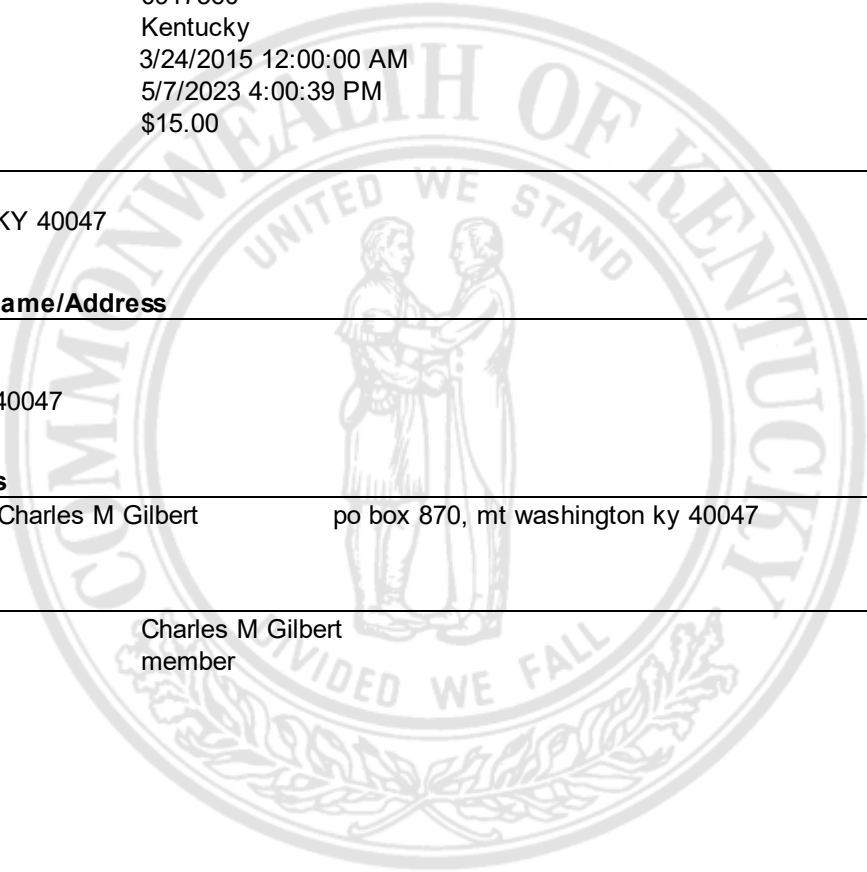 Kentucky
3/24/2015 12:00:00 AM
5/7/2023 4:00:39 PM
$15.00
KY 40047
ame/Address
40047
s
Charles M Gilbert po box 870, mt washington ky 40047
Charles M Gilbert
member
COMMONWEALTH OF KENTUCKY
UNITED WE STAND
DIVIDED WE FALL